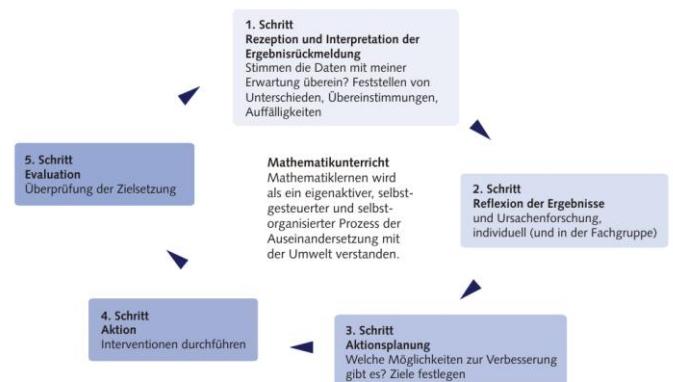 1. Schritt
Rezeption und Interpretation der
Ergebnisrückmeldung
Stimmen die Daten mit meiner
Erwartung überein? Feststellen von
Unterschieden, Übereinstimmungen,
Auffälligkeiten
2. Schritt
Reflexion der Ergebnisse
und Ursachenforschung,
individuell (und in der Fachgruppe)
3. Schritt
Aktionsplanung
Welche Möglichkeiten zur Verbesserung
gibt es? Ziele festlegen
4. Schritt
Aktion
Interventionen durchführen
5. Schritt
Evaluation
Überprüfung der Zielsetzung
Mathematikunterricht
Mathematiklernen wird
als ein eigenaktiver, selbst-
gesteuerter und selbst-
organisierter Prozess der
Auseinandersetzung mit
der Umwelt verstanden.